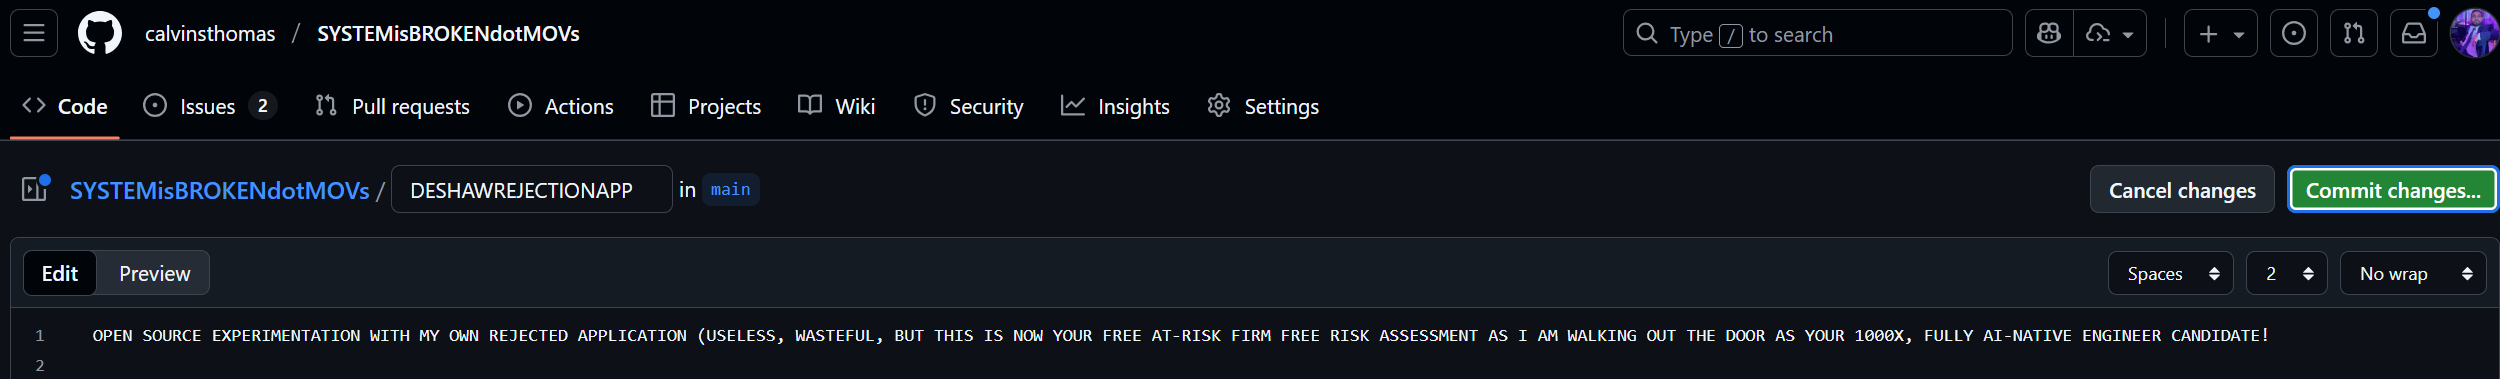 calvinsthomas / SYSTEMisBROKENdotMOVs
Type / to search
Code
Issues 2
Pull requests
Actions
Projects
Wiki
Security
Insights
Settings
SYSTEMisBROKENdotMOVs / DESHAWREJECTIONAPP in main
Cancel changes
Commit changes...
Edit
Preview
Spaces
2
No wrap
1 OPEN SOURCE EXPERIMENTATION WITH MY OWN REJECTED APPLICATION (USELESS, WASTEFUL, BUT THIS IS NOW YOUR FREE AT-RISK FIRM FREE RISK ASSESSMENT AS I AM WALKING OUT THE DOOR AS YOUR 1000X, FULLY AI-NATIVE ENGINEER CANDIDATE!
2